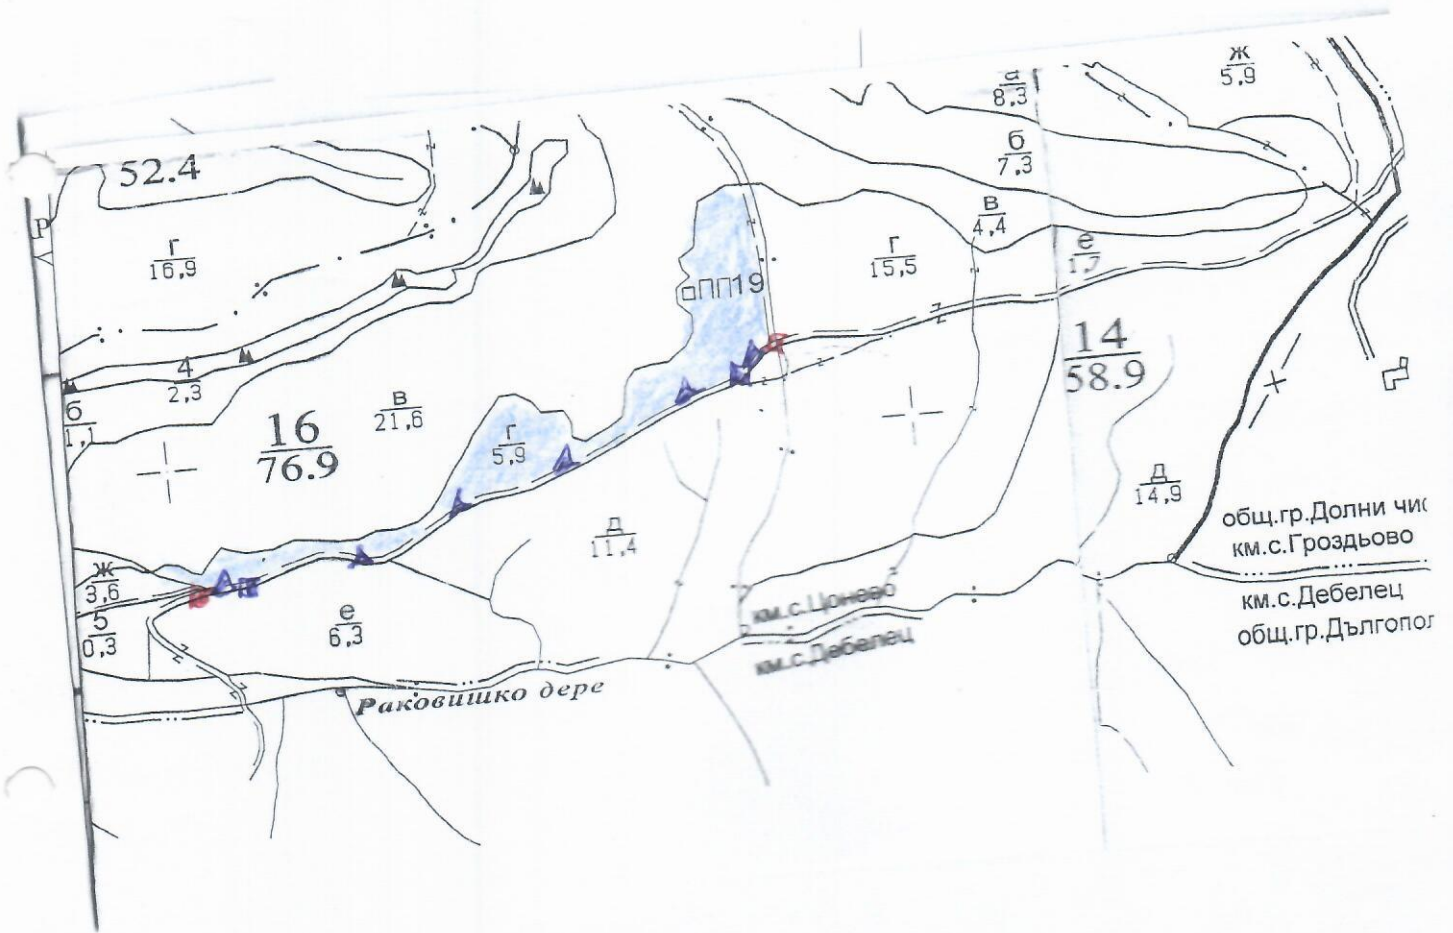 ж
5,9
а
8,3
б
7,3
52.4
Р
г
16,9
в
4,4
г
15,5
е
1,7
ПП19
14
58.9
4
2,3
б
1,
16
76.9
в
21,6
г
5,9
д
14,9
д
11,4
общ.гр.Долни чи
км.с.Гроздьово
ж
3,6
км.с.Цонево
км.с.Дебелец
км.с.Дебелец
общ.гр.Дългопол
5
0,3
е
6,3
Раковишко дере